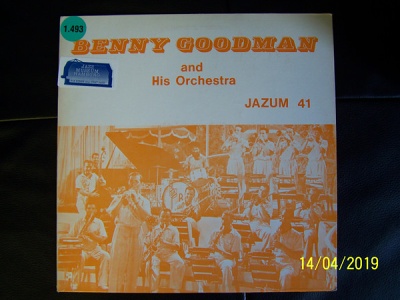 1.493
BENNY GOODMAN
and
His Orchestra
JAZUM 41
14/04/2019